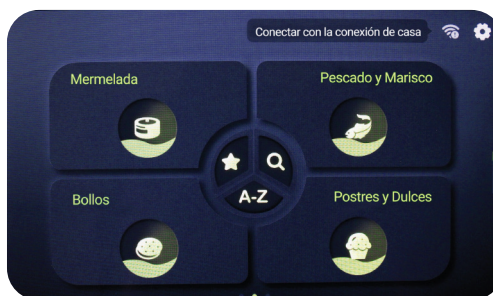 Conectar con la conexión de casa
Mermelada
Pescado y Marisco
A-Z
Bollos
Postres y Dulces